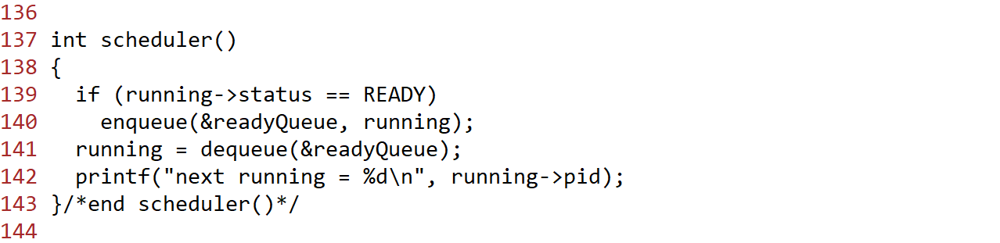 136
137 int scheduler()
138 {
139   if (running->status == READY)
140     enqueue(&readyQueue, running);
141   running = dequeue(&readyQueue);
142   printf("next running = %d\n", running->pid);
143 }/*end scheduler()*/
144